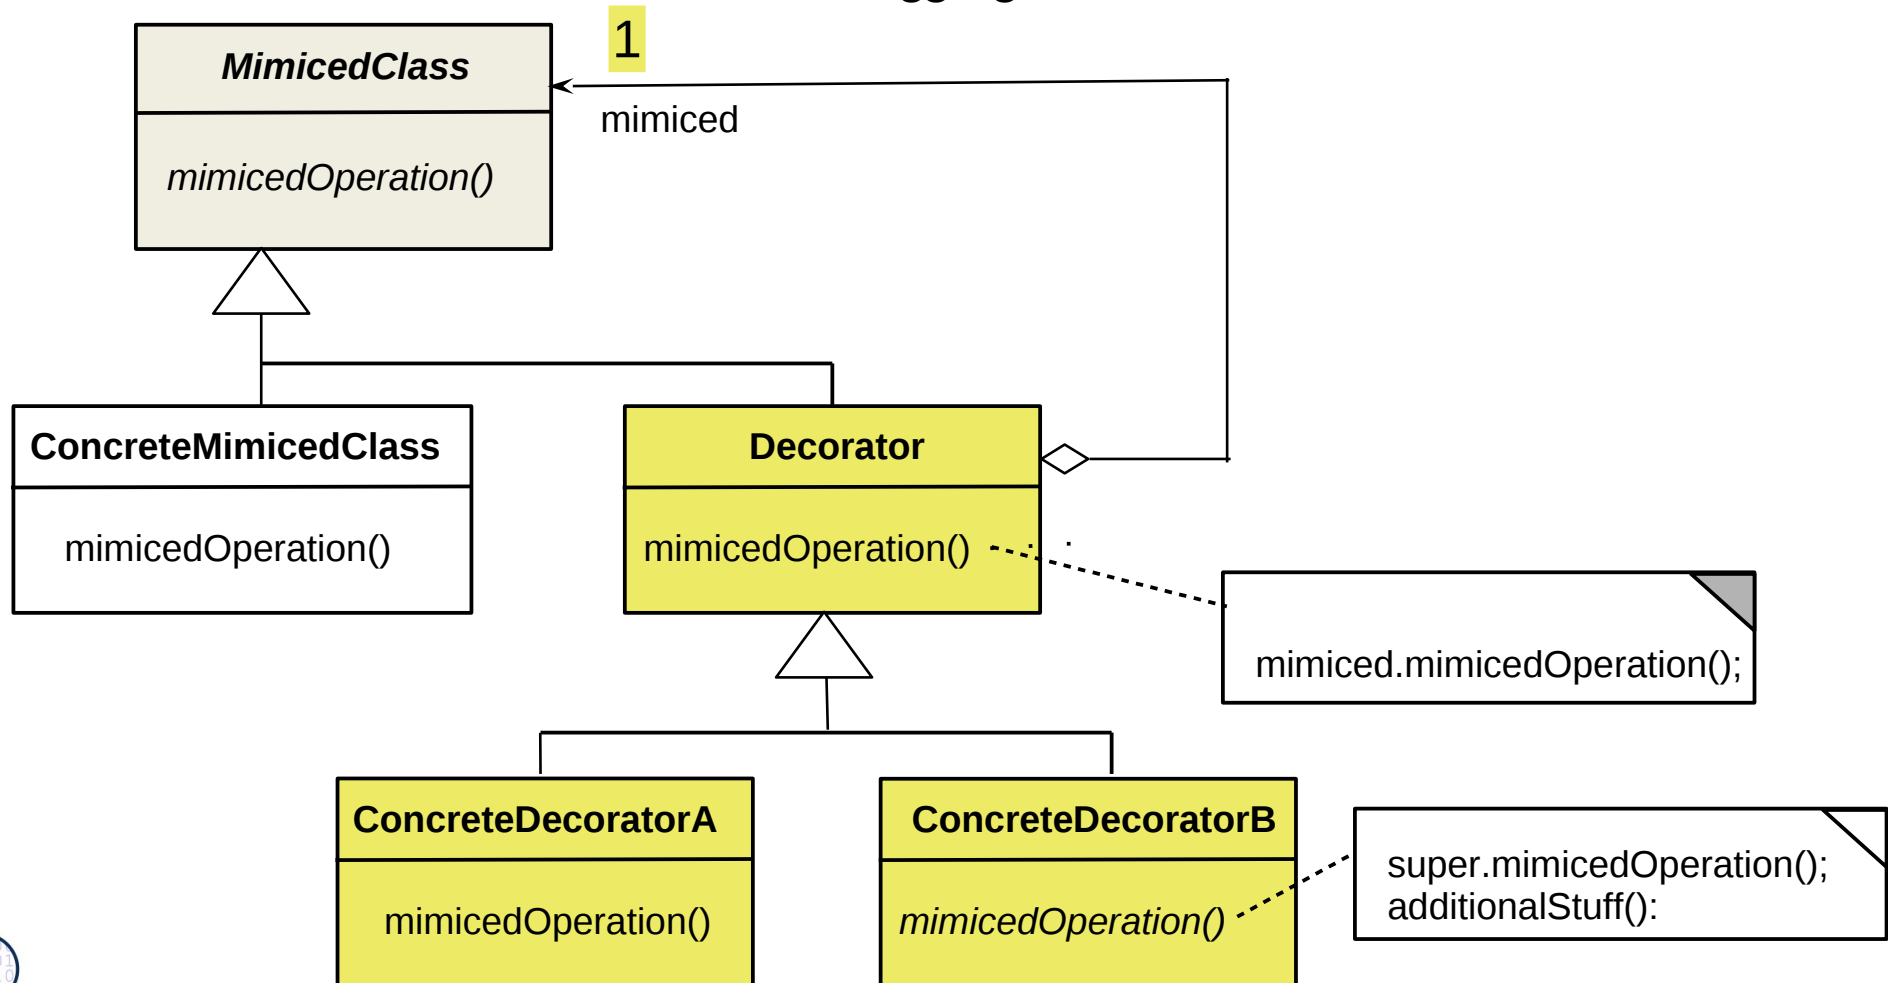 1
MimicedClass
mimiced
mimicedOperation()
ConcreteMimicedClass
Decorator
mimicedOperation()
mimicedOperation()
mimiced.mimicedOperation();
ConcreteDecoratorA
ConcreteDecoratorB
super.mimicedOperation();
additionalStuff():
mimicedOperation()
mimicedOperation()